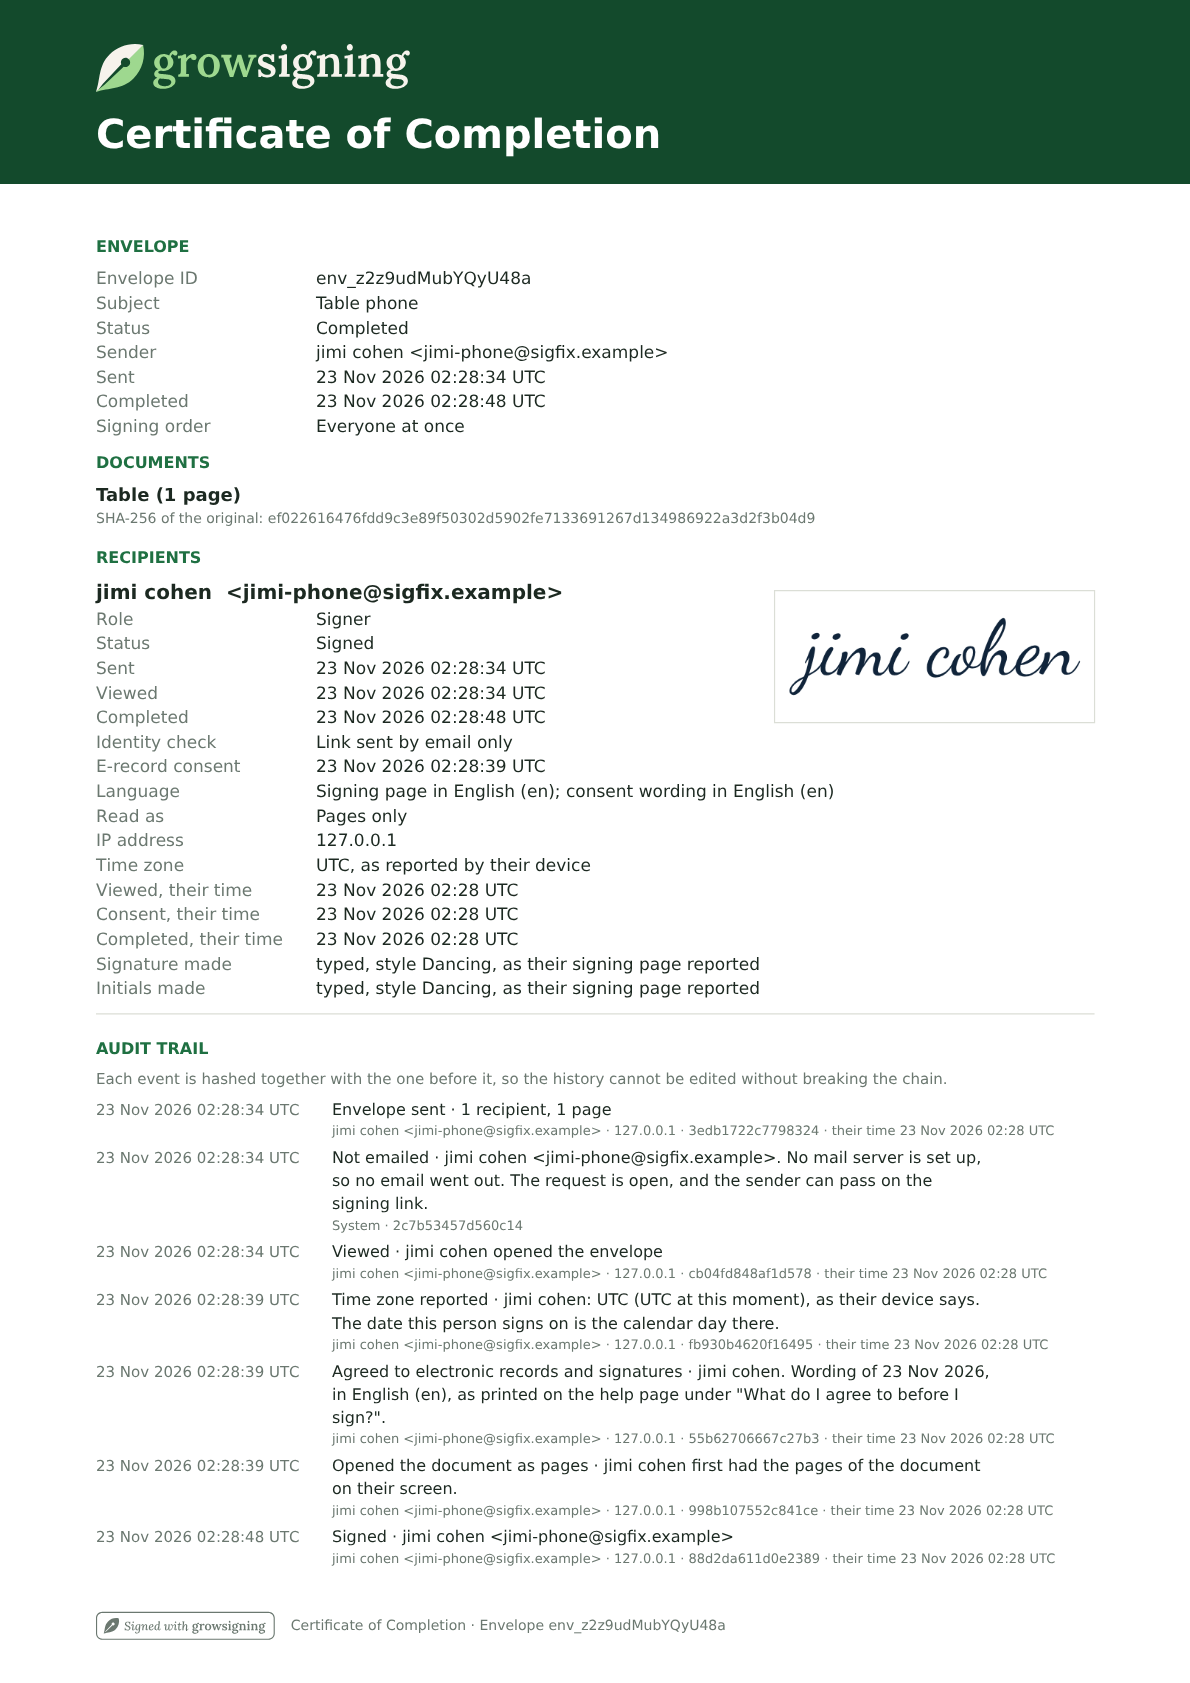 growsigning
Certificate of Completion
ENVELOPE
Envelope ID env_z2z9udMubYQyU48a
Subject Table phone
Status Completed
Sender jimi cohen <jimi-phone@sigfix.example>
Sent 23 Nov 2026 02:28:34 UTC
Completed 23 Nov 2026 02:28:48 UTC
Signing order Everyone at once
DOCUMENTS
Table (1 page)
SHA-256 of the original: ef022616476fdd9c3e89f50302d5902fe7133691267d134986922a3d2f3b04d9
RECIPIENTS
jimi cohen <jimi-phone@sigfix.example>
jimi cohen
Role Signer
Status Signed
Sent 23 Nov 2026 02:28:34 UTC
Viewed 23 Nov 2026 02:28:34 UTC
Completed 23 Nov 2026 02:28:48 UTC
Identity check Link sent by email only
E-record consent 23 Nov 2026 02:28:39 UTC
Language Signing page in English (en); consent wording in English (en)
Read as Pages only
IP address 127.0.0.1
Time zone UTC, as reported by their device
Viewed, their time 23 Nov 2026 02:28 UTC
Consent, their time 23 Nov 2026 02:28 UTC
Completed, their time 23 Nov 2026 02:28 UTC
Signature made typed, style Dancing, as their signing page reported
Initials made typed, style Dancing, as their signing page reported
AUDIT TRAIL
Each event is hashed together with the one before it, so the history cannot be edited without breaking the chain.
23 Nov 2026 02:28:34 UTC Envelope sent · 1 recipient, 1 page
jimi cohen <jimi-phone@sigfix.example> · 127.0.0.1 · 3edb1722c7798324 · their time 23 Nov 2026 02:28 UTC
23 Nov 2026 02:28:34 UTC Not emailed · jimi cohen <jimi-phone@sigfix.example>. No mail server is set up,
so no email went out. The request is open, and the sender can pass on the
signing link.
System · 2c7b53457d560c14
23 Nov 2026 02:28:34 UTC Viewed · jimi cohen opened the envelope
jimi cohen <jimi-phone@sigfix.example> · 127.0.0.1 · cb04fd848af1d578 · their time 23 Nov 2026 02:28 UTC
23 Nov 2026 02:28:39 UTC Time zone reported · jimi cohen: UTC (UTC at this moment), as their device says.
The date this person signs on is the calendar day there.
jimi cohen <jimi-phone@sigfix.example> · 127.0.0.1 · fb930b4620f16495 · their time 23 Nov 2026 02:28 UTC
23 Nov 2026 02:28:39 UTC Agreed to electronic records and signatures · jimi cohen. Wording of 23 Nov 2026,
in English (en), as printed on the help page under "What do I agree to before I
sign?".
jimi cohen <jimi-phone@sigfix.example> · 127.0.0.1 · 55b62706667c27b3 · their time 23 Nov 2026 02:28 UTC
23 Nov 2026 02:28:39 UTC Opened the document as pages · jimi cohen first had the pages of the document
on their screen.
jimi cohen <jimi-phone@sigfix.example> · 127.0.0.1 · 998b107552c841ce · their time 23 Nov 2026 02:28 UTC
23 Nov 2026 02:28:48 UTC Signed · jimi cohen <jimi-phone@sigfix.example>
jimi cohen <jimi-phone@sigfix.example> · 127.0.0.1 · 88d2da611d0e2389 · their time 23 Nov 2026 02:28 UTC
Signed with growsigning Certificate of Completion · Envelope env_z2z9udMubYQyU48a